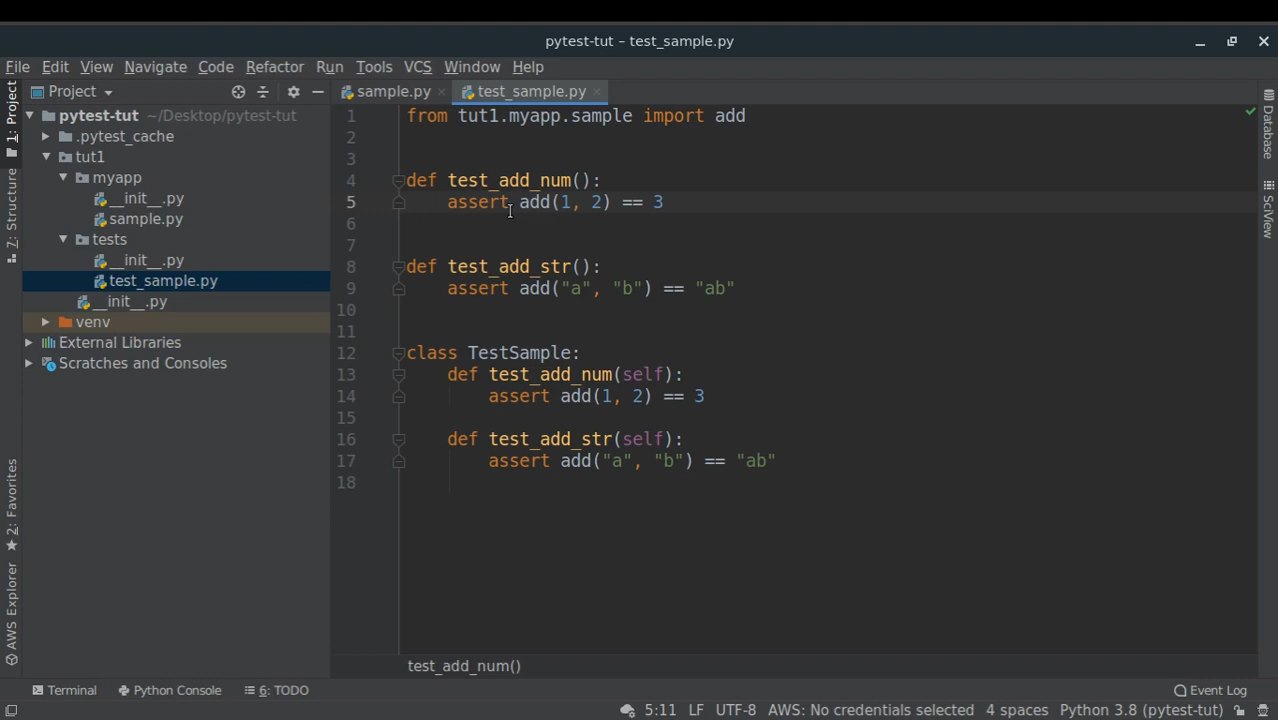 pytest-tut – test_sample.py
File Edit View Navigate Code Refactor Run Tools VCS Window Help
Project
sample.py
test_sample.py
1: Project
7: Structure
2: Favorites
AWS Explorer
pytest-tut ~/Desktop/pytest-tut
.pytest_cache
tut1
myapp
__init__.py
sample.py
tests
__init__.py
test_sample.py
__init__.py
venv
External Libraries
Scratches and Consoles
1 from tut1.myapp.sample import add
2
3
4 def test_add_num():
5     assert add(1, 2) == 3
6
7
8 def test_add_str():
9     assert add("a", "b") == "ab"
10
11
12 class TestSample:
13     def test_add_num(self):
14         assert add(1, 2) == 3
15
16     def test_add_str(self):
17         assert add("a", "b") == "ab"
18
test_add_num()
Database
SciView
Terminal Python Console 6: TODO Event Log
5:11 LF UTF-8 AWS: No credentials selected 4 spaces Python 3.8 (pytest-tut)